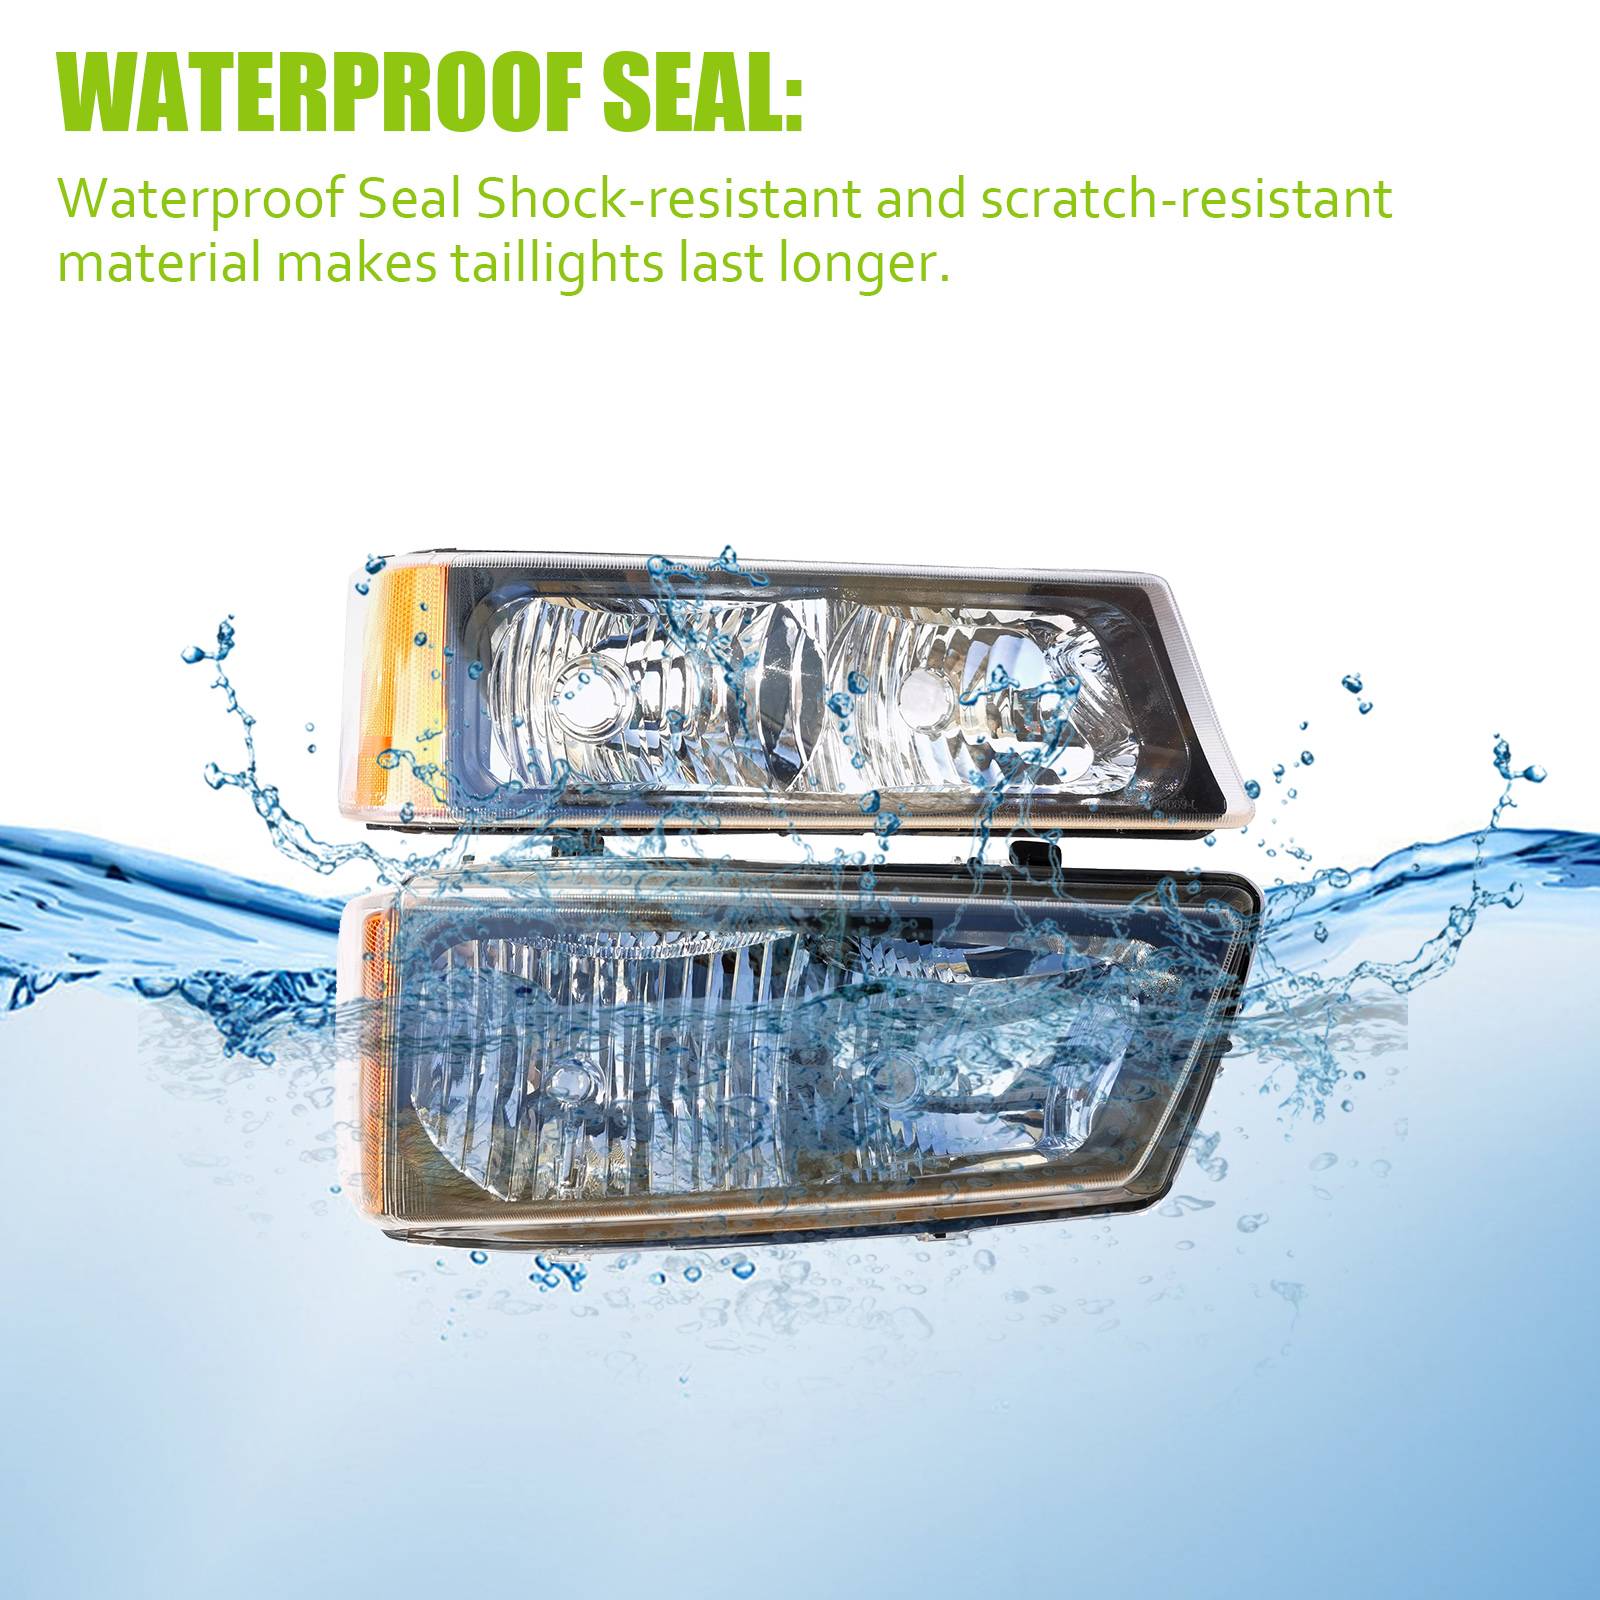 WATERPROOF SEAL:
Waterproof Seal Shock-resistant and scratch-resistant
material makes taillights last longer.